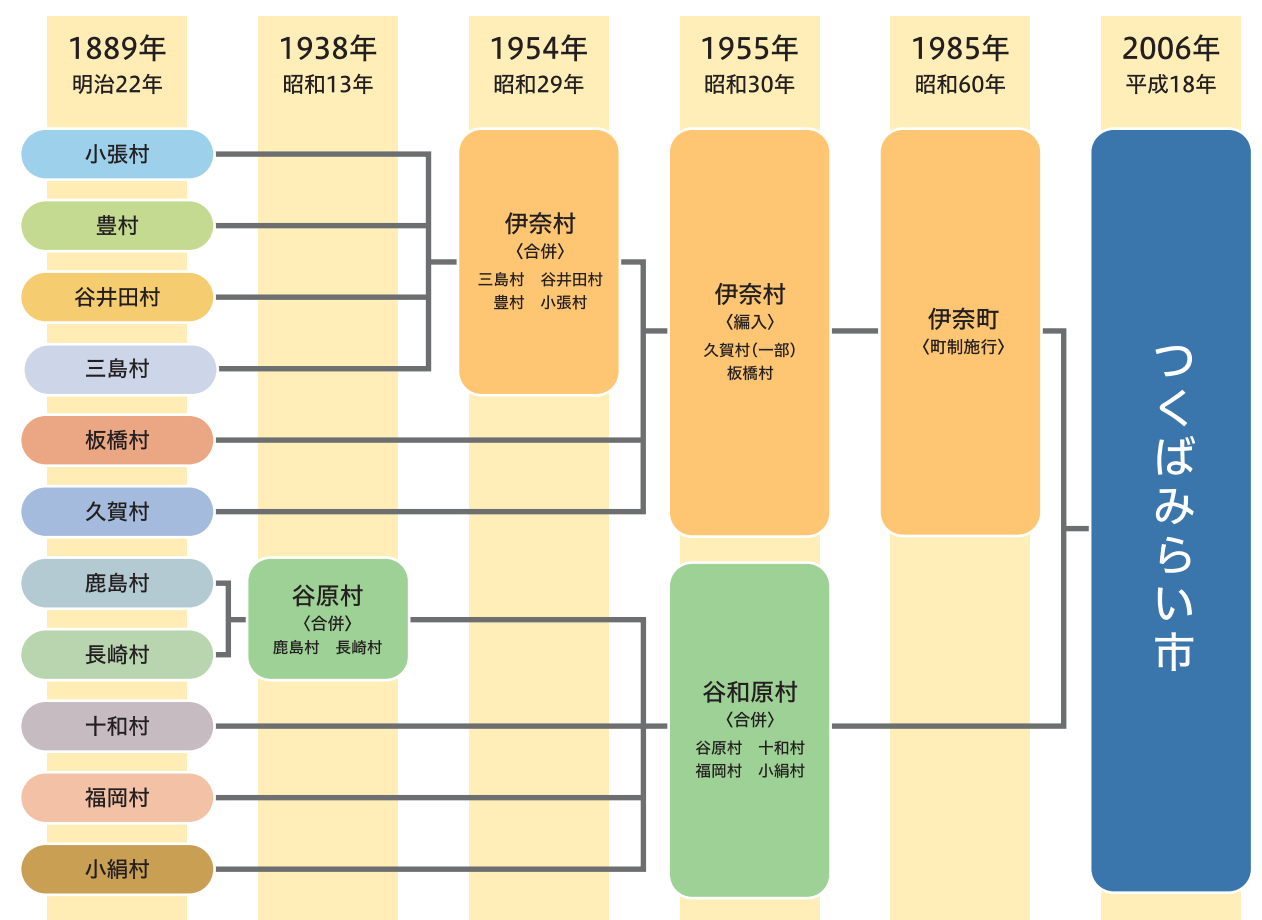 1889年
明治22年
1938年
昭和13年
1954年
昭和29年
1955年
昭和30年
1985年
昭和60年
2006年
平成18年
小張村
豊村
谷井田村
三島村
板橋村
久賀村
鹿島村
長崎村
十和村
福岡村
小絹村
谷原村
〈合併〉
鹿島村　長崎村
伊奈村
〈合併〉
三島村　谷井田村
豊村　小張村
伊奈村
〈編入〉
久賀村（一部）
板橋村
谷和原村
〈合併〉
谷原村　十和村
福岡村　小絹村
伊奈町
〈町制施行〉
つくばみらい市